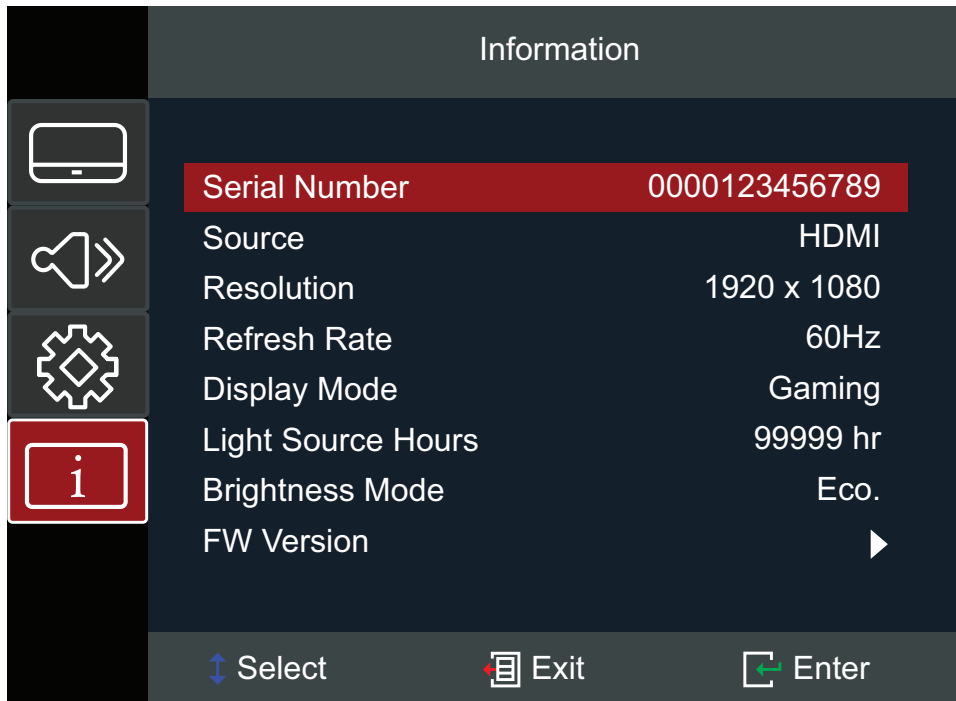 Information
Serial Number 0000123456789
Source HDMI
Resolution 1920 x 1080
Refresh Rate 60Hz
Display Mode Gaming
Light Source Hours 99999 hr
Brightness Mode Eco.
FW Version
i
Select Exit Enter